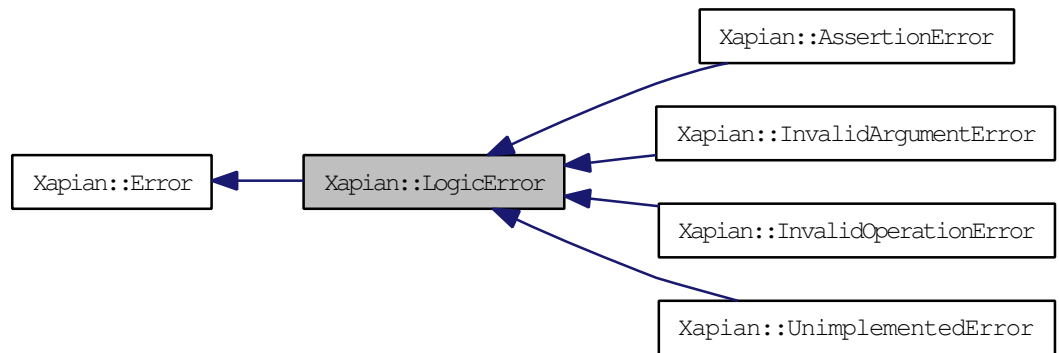 Xapian::AssertionError
Xapian::InvalidArgumentError
Xapian::Error
Xapian::LogicError
Xapian::InvalidOperationError
Xapian::UnimplementedError